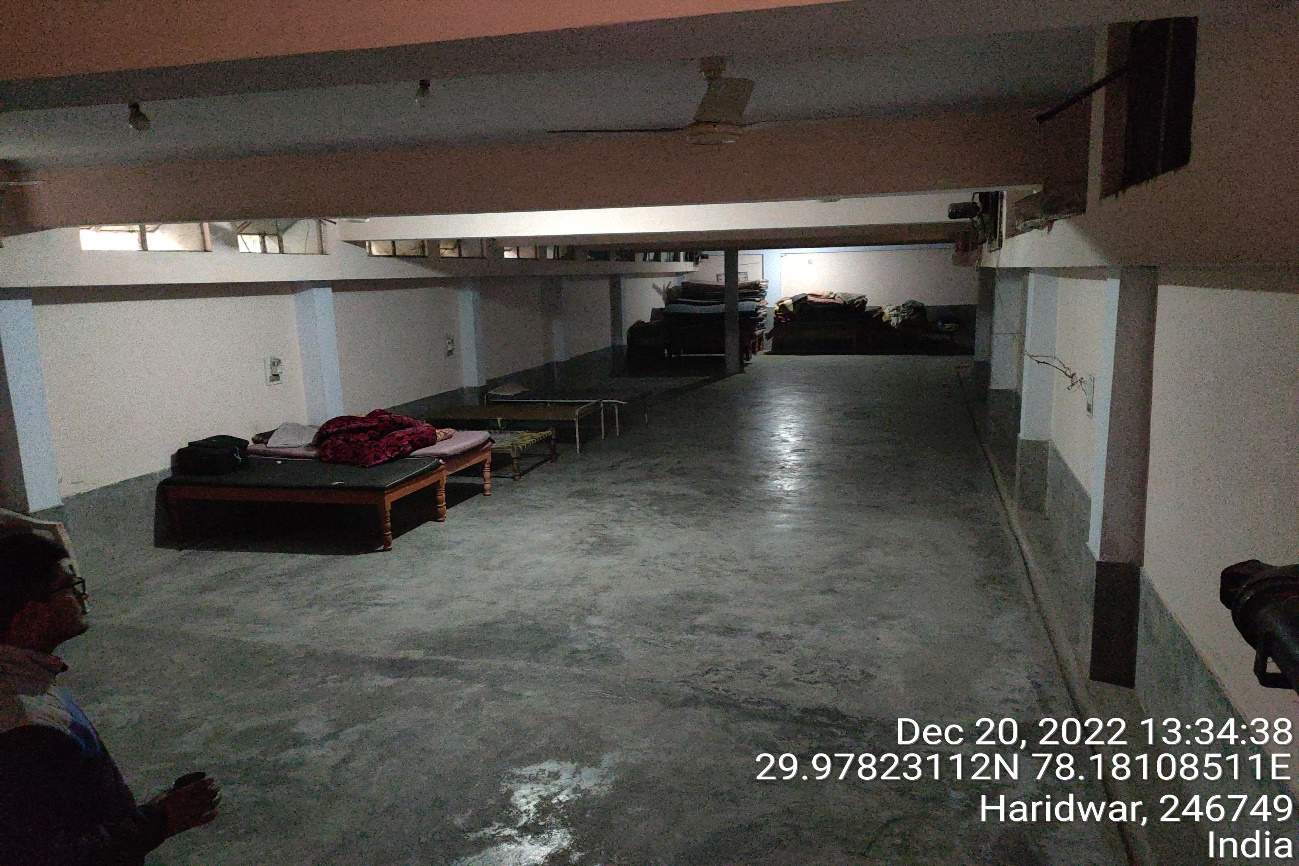 Dec 20, 2022 13:34:38
29.97823112N 78.18108511E
Haridwar, 246749
India